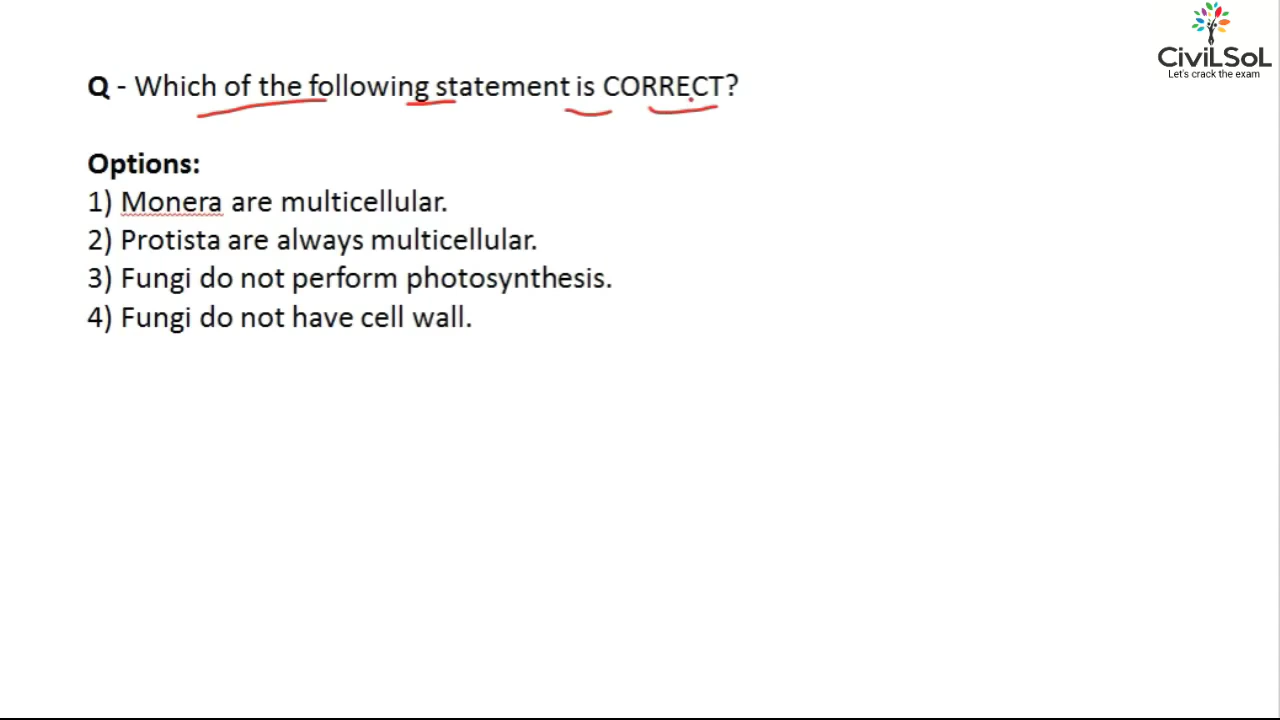 CiviLSoL
Let's crack the exam
Q - Which of the following statement is CORRECT?
Options:
1) Monera are multicellular.
2) Protista are always multicellular.
3) Fungi do not perform photosynthesis.
4) Fungi do not have cell wall.